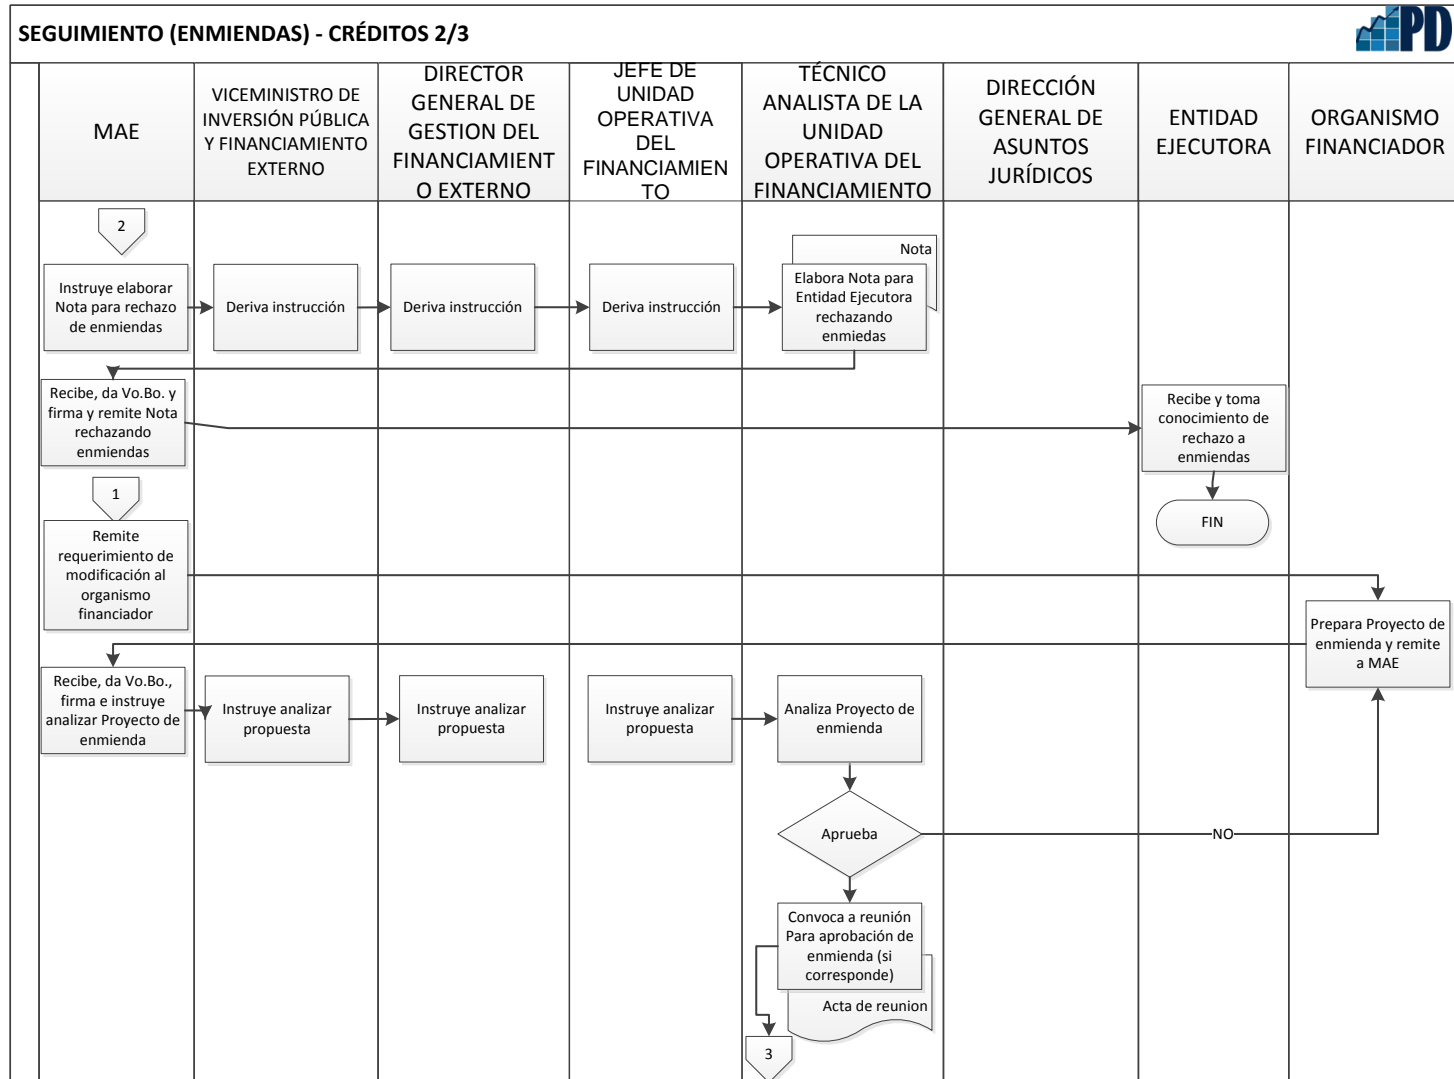 SEGUIMIENTO (ENMIENDAS) - CRÉDITOS 2/3
PD
MAE
VICEMINISTRO DE
INVERSIÓN PÚBLICA
Y FINANCIAMIENTO
EXTERNO
DIRECTOR
GENERAL DE
GESTION DEL
FINANCIAMIENT
O EXTERNO
JEFE DE
UNIDAD
OPERATIVA
DEL
FINANCIAMIEN
TO
TÉCNICO
ANALISTA DE LA
UNIDAD
OPERATIVA DEL
FINANCIAMIENTO
DIRECCIÓN
GENERAL DE
ASUNTOS
JURÍDICOS
ENTIDAD
EJECUTORA
ORGANISMO
FINANCIADOR
2
Instruye elaborar
Nota para rechazo
de enmiendas
Deriva instrucción
Deriva instrucción
Deriva instrucción
Nota
Elabora Nota para
Entidad Ejecutora
rechazando
enmiedas
Recibe, da Vo.Bo. y
firma y remite Nota
rechazando
enmiendas
Recibe y toma
conocimiento de
rechazo a
enmiendas
FIN
1
Remite
requerimiento de
modificación al
organismo
financiador
Prepara Proyecto de
enmienda y remite
a MAE
Recibe, da Vo.Bo.,
firma e instruye
analizar Proyecto de
enmienda
Instruye analizar
propuesta
Instruye analizar
propuesta
Instruye analizar
propuesta
Analiza Proyecto de
enmienda
Aprueba
NO
Convoca a reunión
Para aprobación de
enmienda (si
corresponde)
Acta de reunion
3